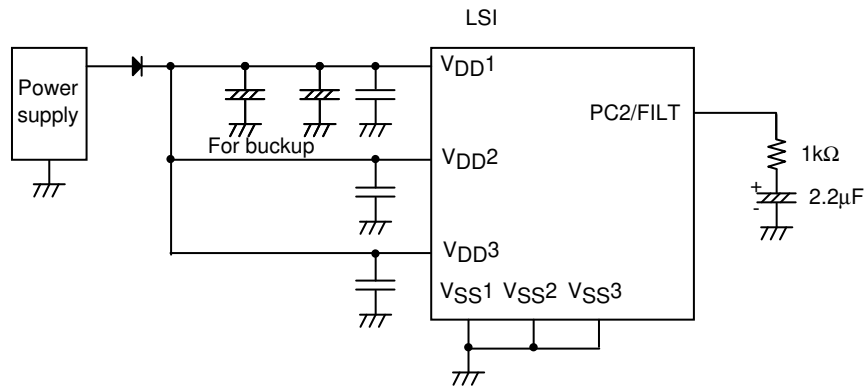 LSI
Power
supply
VDD1
For buckup
VDD2
VDD3
VSS1 VSS2 VSS3
PC2/FILT
1kΩ
+
-
2.2μF